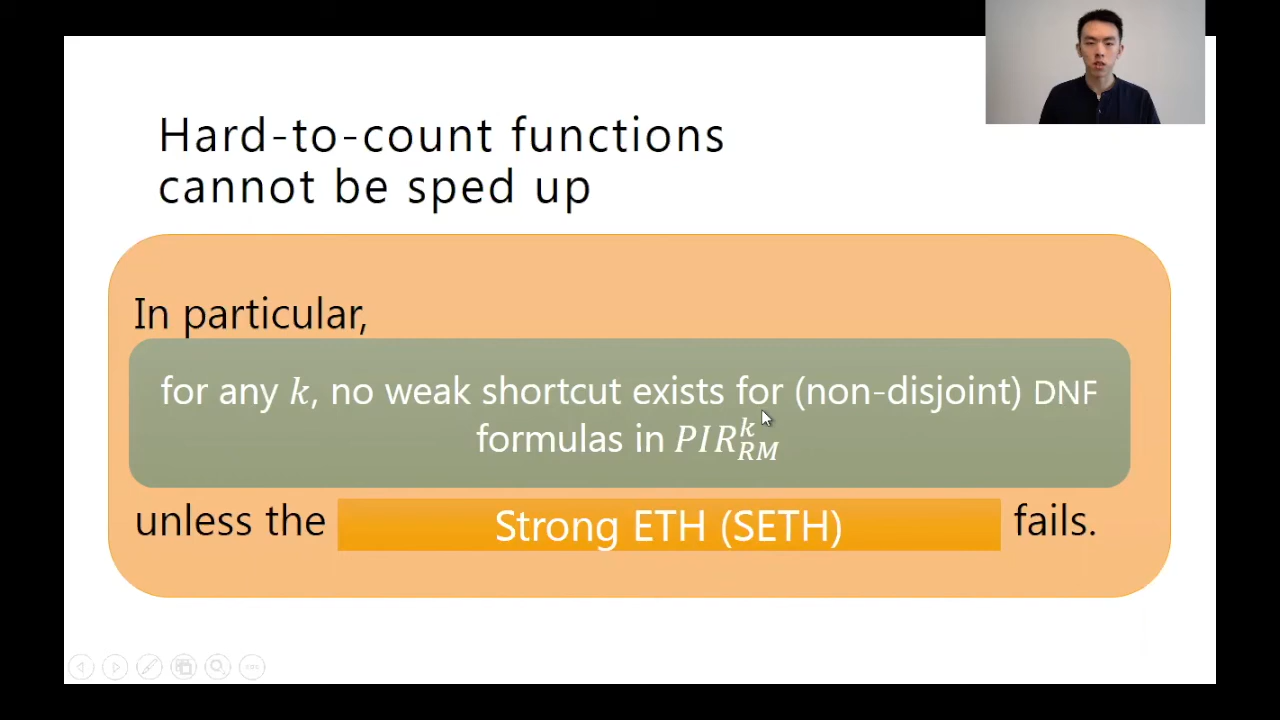 Hard-to-count functions
cannot be sped up
In particular,
for any k, no weak shortcut exists for (non-disjoint) DNF
formulas in PIR^k_RM
unless the Strong ETH (SETH) fails.